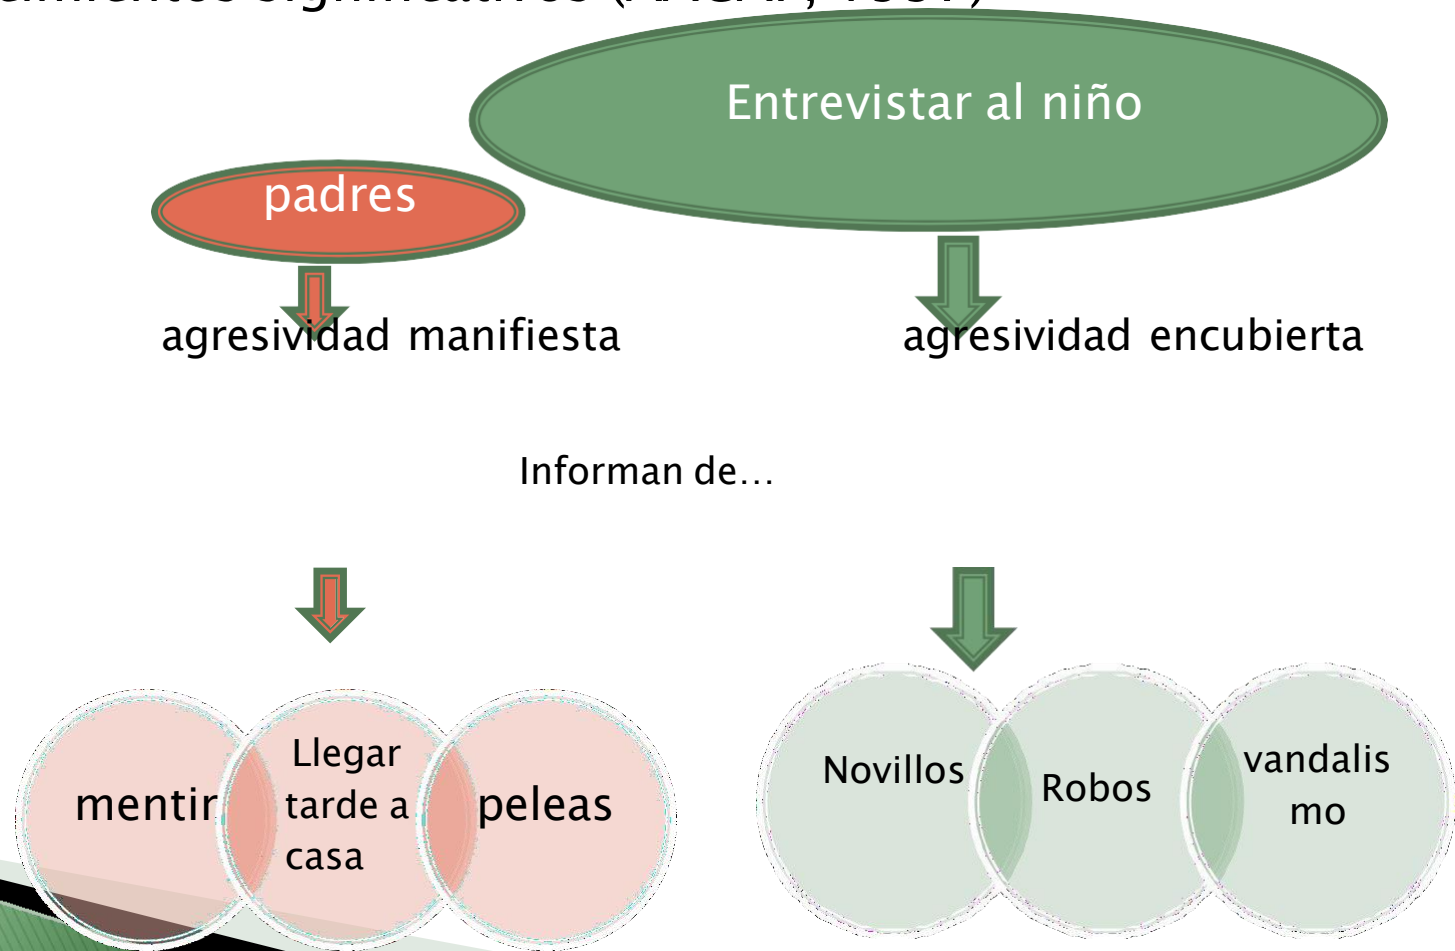 significativos
Entrevistar al niño
padres
agresividad manifiesta
agresividad encubierta
Informan de...
mentir
Llegar
tarde a
casa
peleas
Novillos
Robos
vandalis
mo